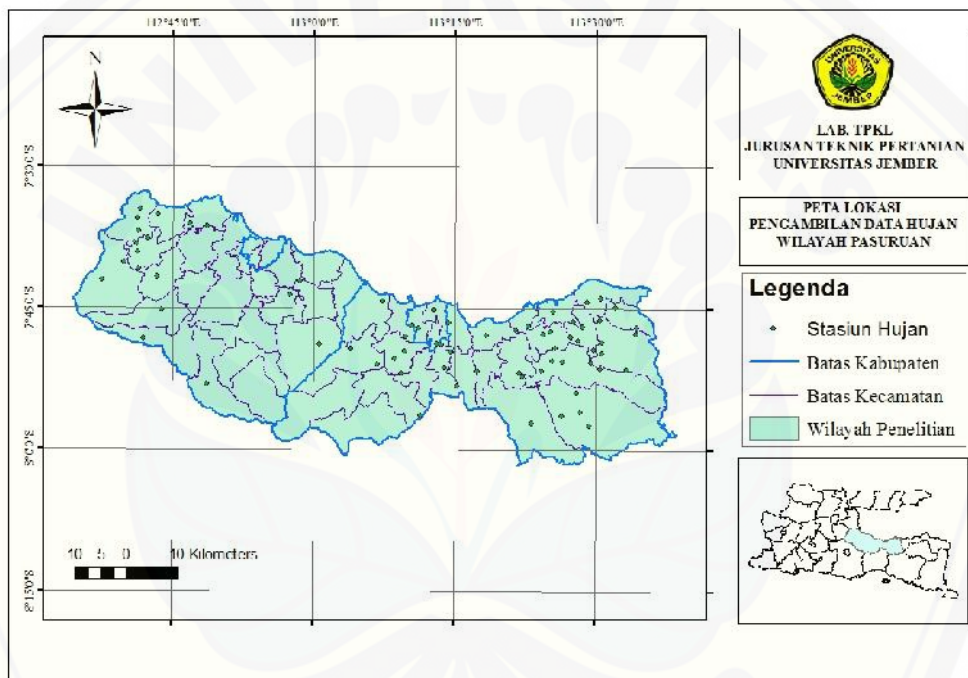 112°45'0"E 113°0'0"E 113°15'0"E 113°30'0"E
N
7°30'0"S
7°45'0"S
8°0'0"S
8°15'0"S
10 5 0 10 Kilometers
UNIVERSITAS
JEMBER
LAB. TPKL
JURUSAN TEKNIK PERTANIAN
UNIVERSITAS JEMBER
PETA LOKASI
PENGAMBILAN DATA HUJAN
WILAYAH PASURUAN
Legenda
Stasiun Hujan
Batas Kabupaten
Batas Kecamatan
Wilayah Penelitian